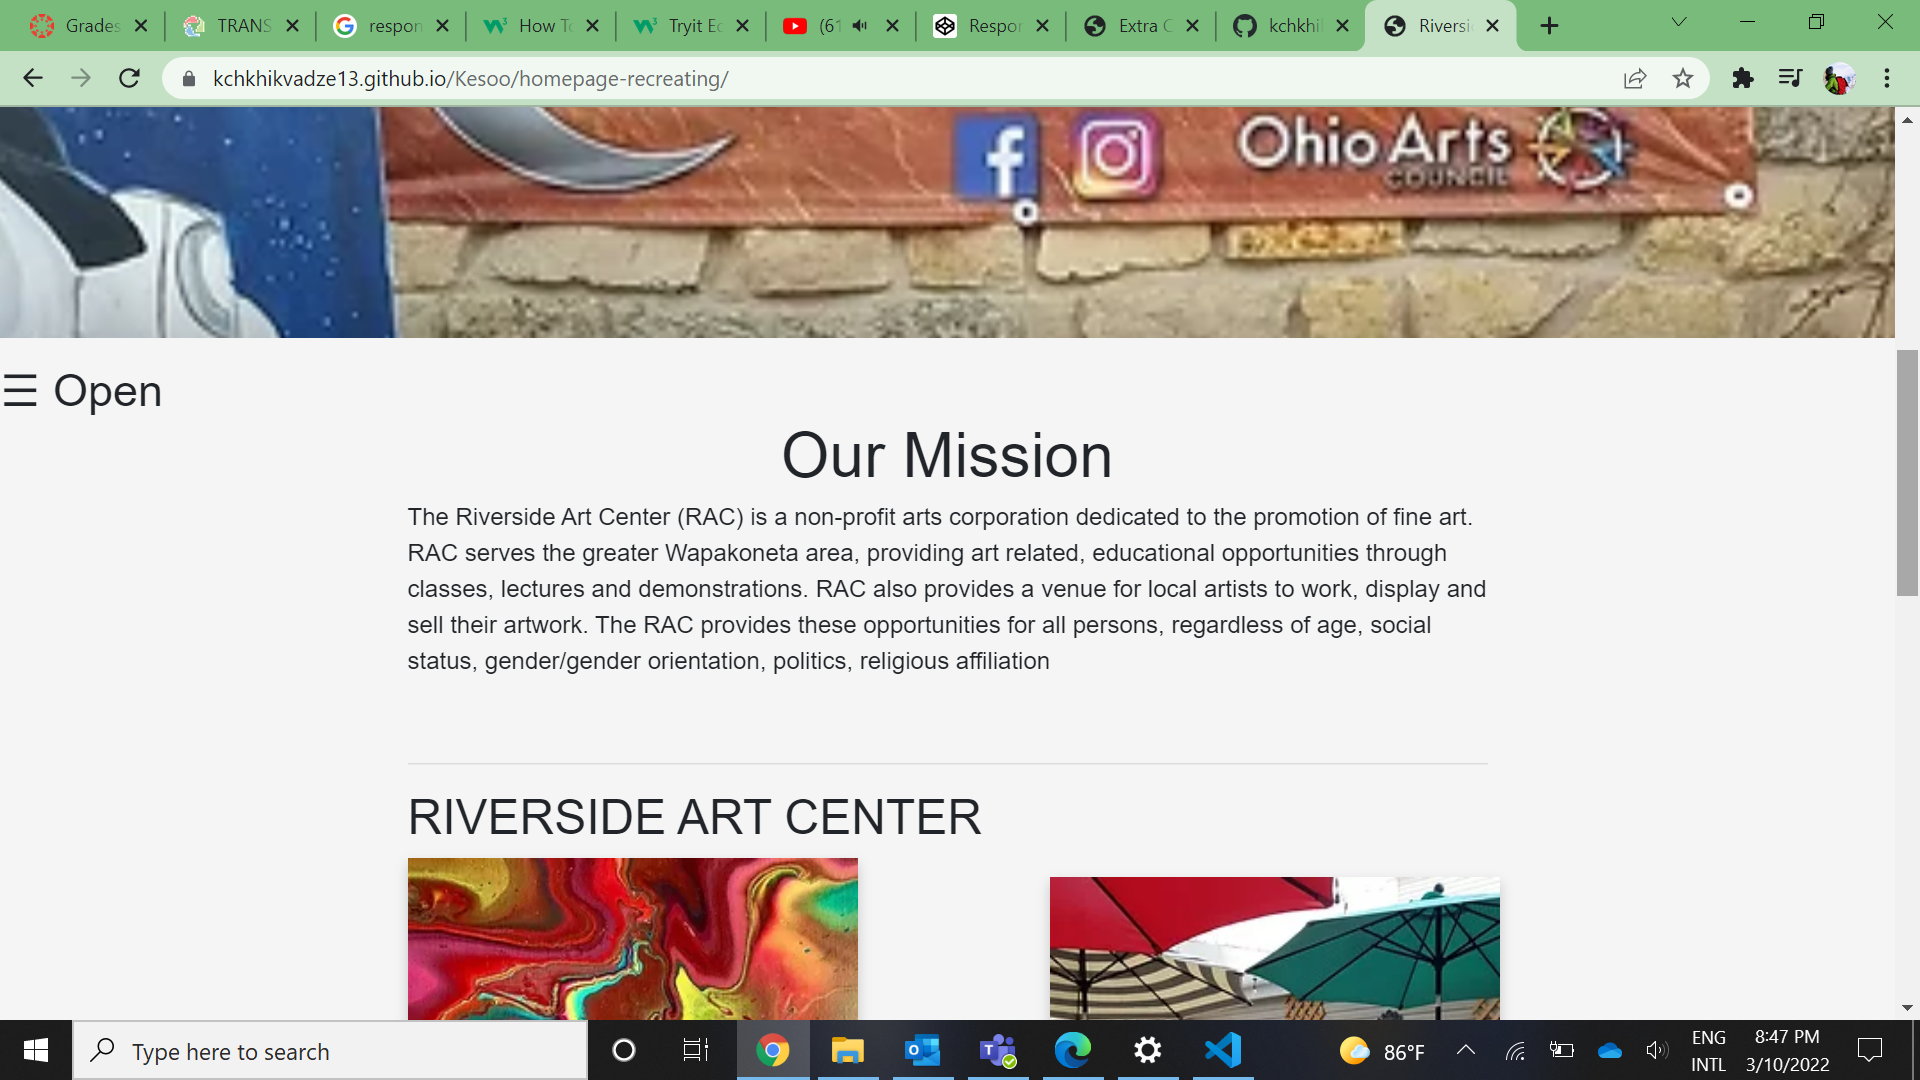 Grades
TRANS
respon
How To
Tryit Ed
(61
Respon
Extra C
kchkhi
Riversi
kchkhikvadze13.github.io/Kesoo/homepage-recreating/
Ohio Arts
COUNCIL
☰ Open
Our Mission
The Riverside Art Center (RAC) is a non-profit arts corporation dedicated to the promotion of fine art.
RAC serves the greater Wapakoneta area, providing art related, educational opportunities through
classes, lectures and demonstrations. RAC also provides a venue for local artists to work, display and
sell their artwork. The RAC provides these opportunities for all persons, regardless of age, social
status, gender/gender orientation, politics, religious affiliation
RIVERSIDE ART CENTER
Type here to search
86°F
ENG
INTL
8:47 PM
3/10/2022